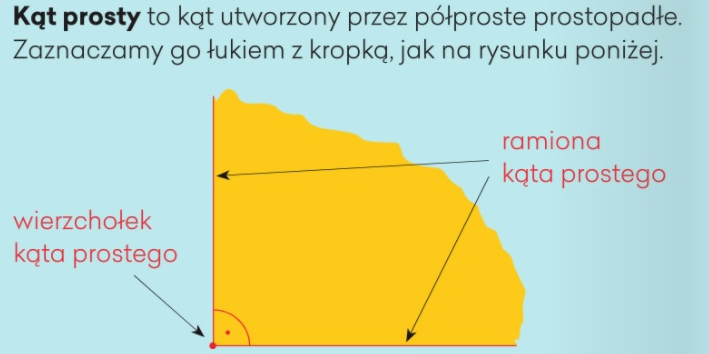 Kąt prosty to kąt utworzony przez półproste prostopadłe.
Zaznaczamy go łukiem z kropką, jak na rysunku poniżej.
ramiona
kąta prostego
wierzchołek
kąta prostego